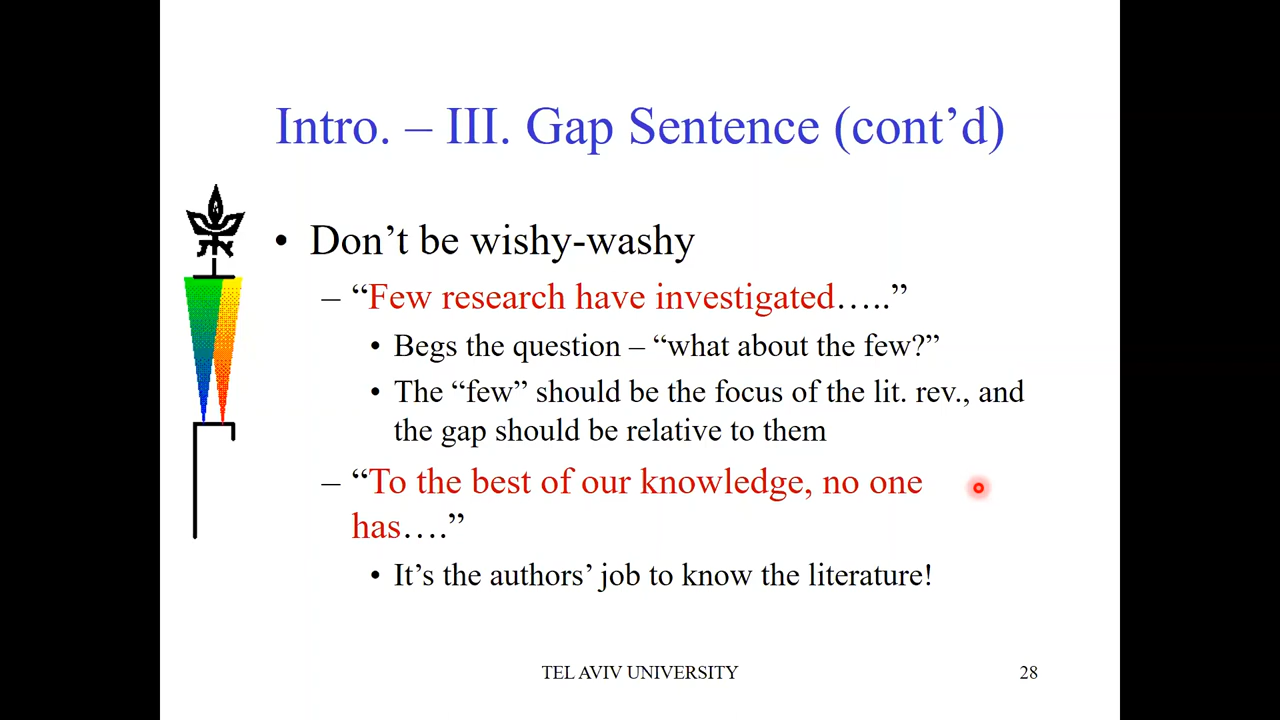 Intro. – III. Gap Sentence (cont’d)
• Don’t be wishy-washy
– “Few research have investigated…..”
• Begs the question – “what about the few?”
• The “few” should be the focus of the lit. rev., and
the gap should be relative to them
– “To the best of our knowledge, no one
has….”
• It’s the authors’ job to know the literature!
TEL AVIV UNIVERSITY
28